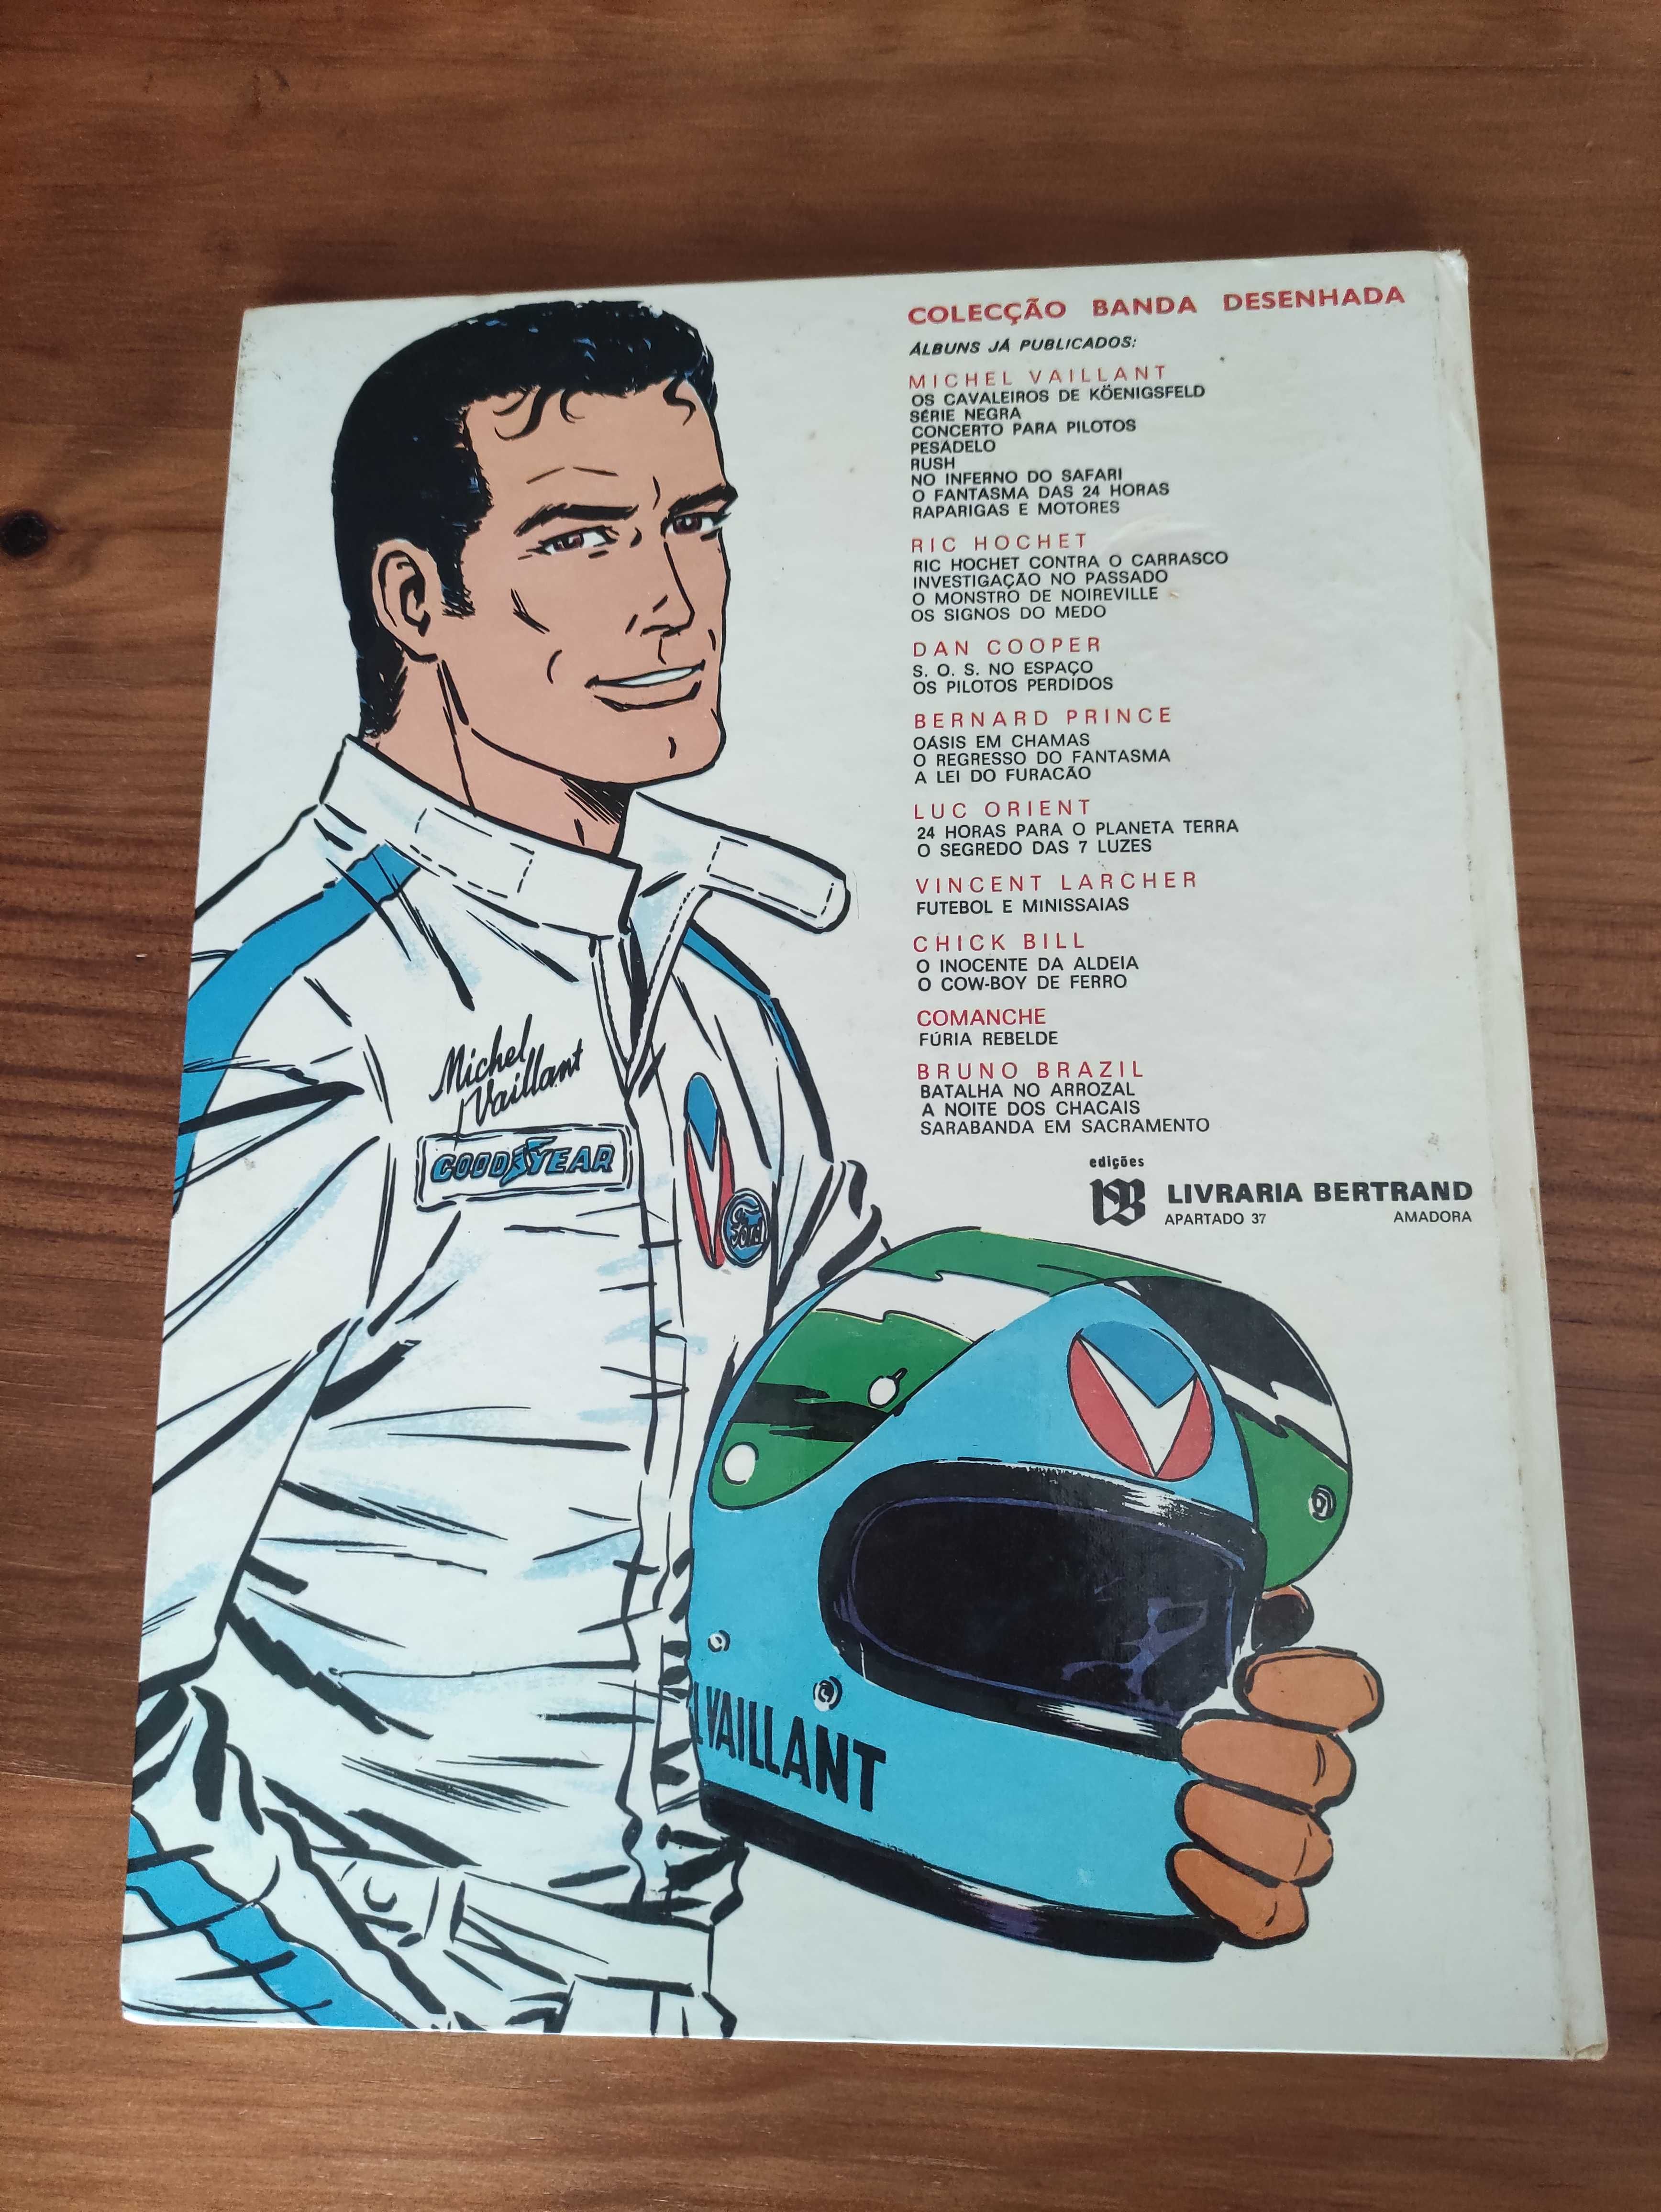 COLECÇÃO BANDA DESENHADA
ÁLBUNS JÁ PUBLICADOS:
MICHEL VAILLANT
OS CAVALEIROS DE KÖENIGSFELD
SÉRIE NEGRA
CONCERTO PARA PILOTOS
PESADELO
RUSH
NO INFERNO DO SAFARI
O FANTASMA DAS 24 HORAS
RAPARIGAS E MOTORES
RIC HOCHET
RIC HOCHET CONTRA O CARRASCO
INVESTIGAÇÃO NO PASSADO
O MONSTRO DE NOIREVILLE
OS SIGNOS DO MEDO
DAN COOPER
S. O. S. NO ESPAÇO
OS PILOTOS PERDIDOS
BERNARD PRINCE
OÁSIS EM CHAMAS
O REGRESSO DO FANTASMA
A LEI DO FURACÃO
LUC ORIENT
24 HORAS PARA O PLANETA TERRA
O SEGREDO DAS 7 LUZES
VINCENT LARCHER
FUTEBOL E MINISSAIAS
CHICK BILL
O INOCENTE DA ALDEIA
O COW-BOY DE FERRO
COMANCHE
FÚRIA REBELDE
BRUNO BRAZIL
BATALHA NO ARROZAL
A NOITE DOS CHACAIS
SARABANDA EM SACRAMENTO
edições
LIVRARIA BERTRAND
APARTADO 37 AMADORA
Michel
Vaillant
GOODYEAR
Ford
L VAILLANT